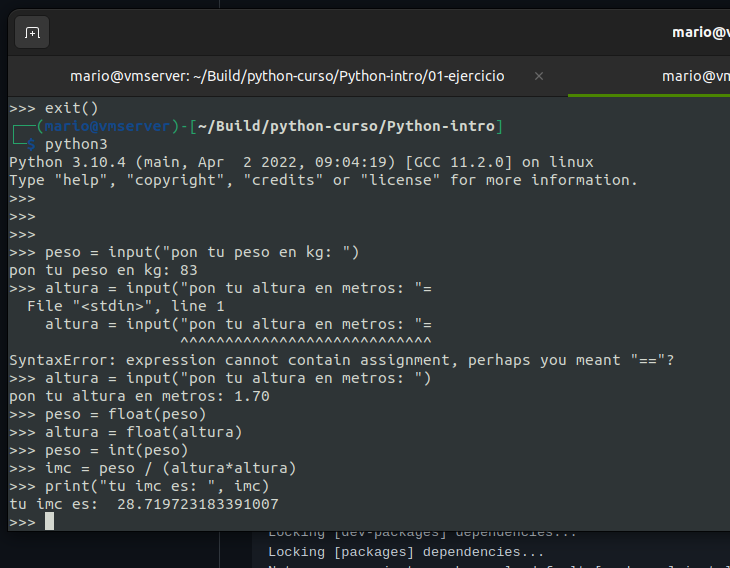 mario@v
mario@vmserver: ~/Build/python-curso/Python-intro/01-ejercicio
×
mario@vm
>>> exit()
┌──(mario@vmserver)-[~/Build/python-curso/Python-intro]
└─$ python3
Python 3.10.4 (main, Apr  2 2022, 09:04:19) [GCC 11.2.0] on linux
Type "help", "copyright", "credits" or "license" for more information.
>>>
>>>
>>>
>>> peso = input("pon tu peso en kg: ")
pon tu peso en kg: 83
>>> altura = input("pon tu altura en metros: "=
  File "<stdin>", line 1
    altura = input("pon tu altura en metros: "=
                   ^^^^^^^^^^^^^^^^^^^^^^^^^^^^
SyntaxError: expression cannot contain assignment, perhaps you meant "=="?
>>> altura = input("pon tu altura en metros: ")
pon tu altura en metros: 1.70
>>> peso = float(peso)
>>> altura = float(altura)
>>> peso = int(peso)
>>> imc = peso / (altura*altura)
>>> print("tu imc es: ", imc)
tu imc es:  28.719723183391007
>>>
Locking [dev-packages] dependencies...
Locking [packages] dependencies...